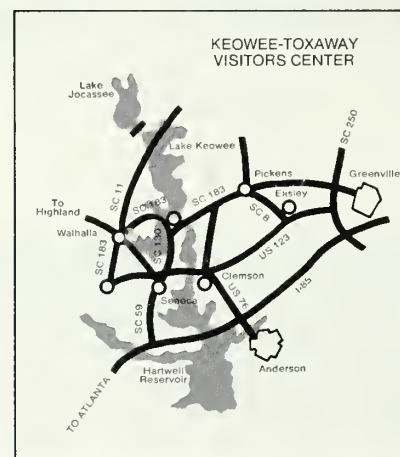 KEOWEE-TOXAWAY
VISITORS CENTER
Lake
Jocassee
SC 250
Lake Keowee
SC 11
Pickens
Greenville
SC 183
SC 183
Easley
To
Highland
SC 8
Walhalla
SC 130
US 123
SC 183
Clemson
I-85
Seneca
US 76
SC 59
Hartwell
Reservoir
Anderson
TO ATLANTA